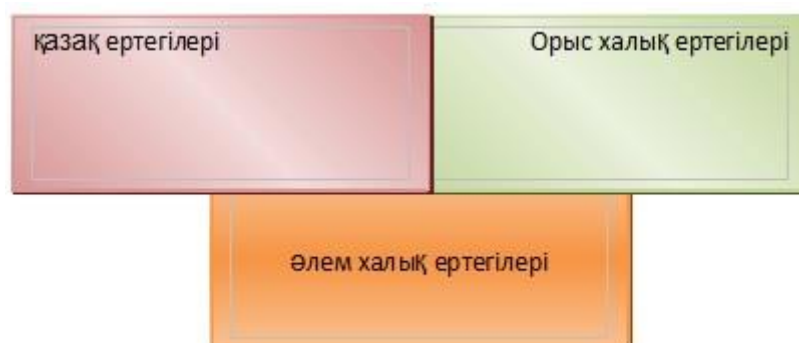 қазақ ертегілері
Орыс халық ертегілері
Әлем халық ертегілері